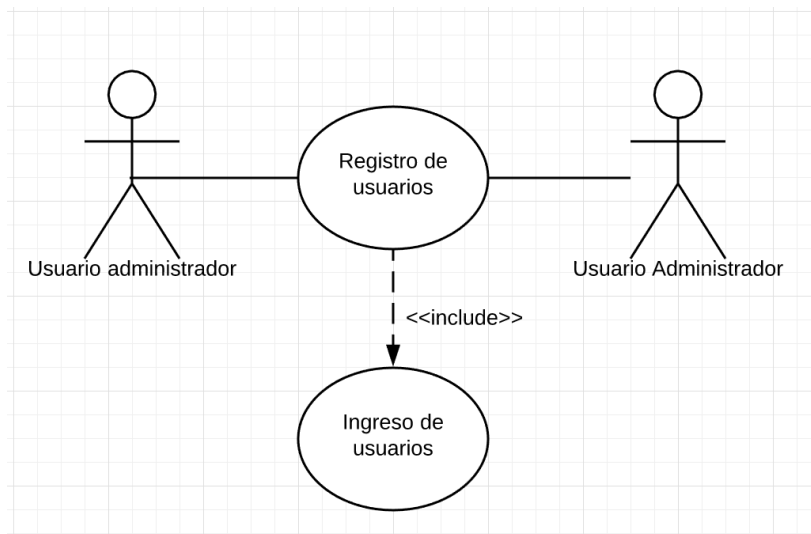 Registro de
usuarios
Usuario administrador
Usuario Administrador
<<include>>
Ingreso de
usuarios